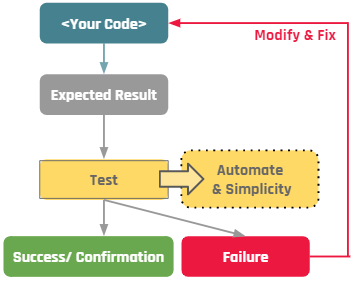 <Your Code>
Modify & Fix
Expected Result
Test
Automate
& Simplicity
Success/ Confirmation
Failure